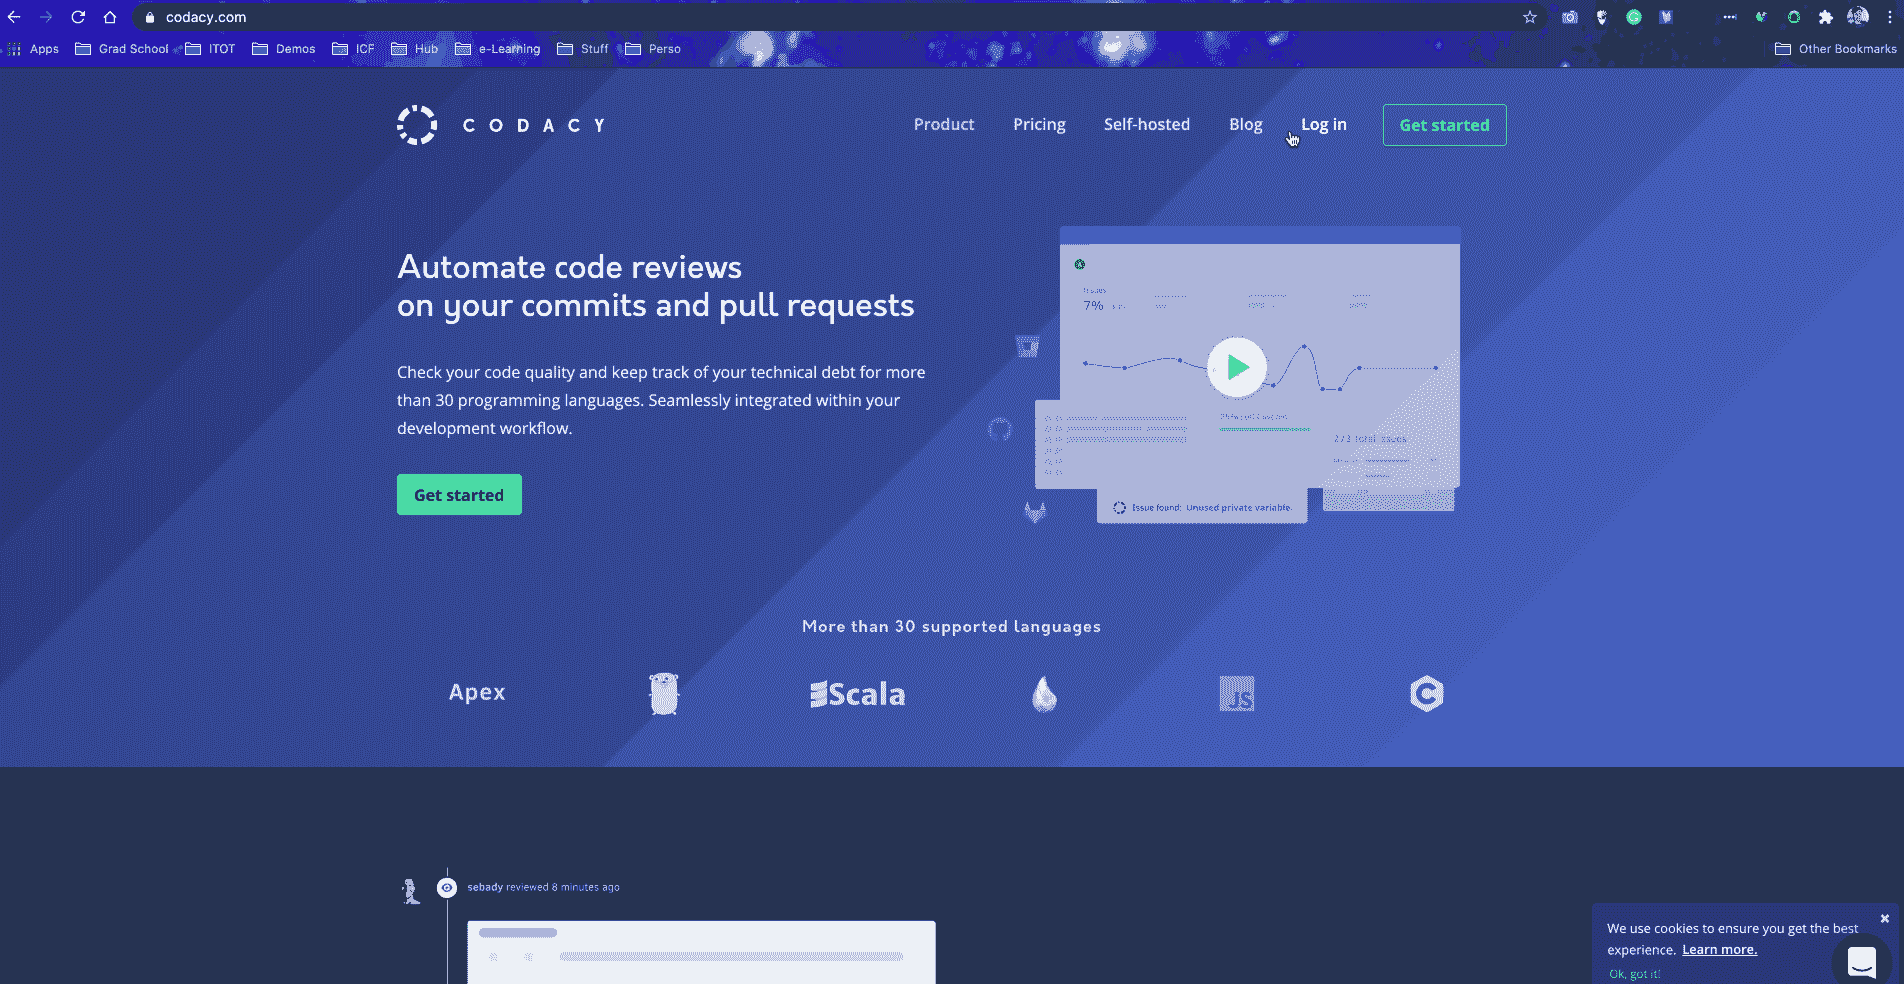 codacy.com
Apps Grad School ITOT Demos ICF Hub e-Learning Stuff Perso Other Bookmarks
CODACY
Product Pricing Self-hosted Blog Log in Get started
Automate code reviews
on your commits and pull requests
Check your code quality and keep track of your technical debt for more
than 30 programming languages. Seamlessly integrated within your
development workflow.
Get started
Issues
7%
273 total issues
Issue found: Unused private variable.
More than 30 supported languages
Apex
Scala
JS
C
sebady reviewed 8 minutes ago
We use cookies to ensure you get the best
experience. Learn more.
Ok, got it!